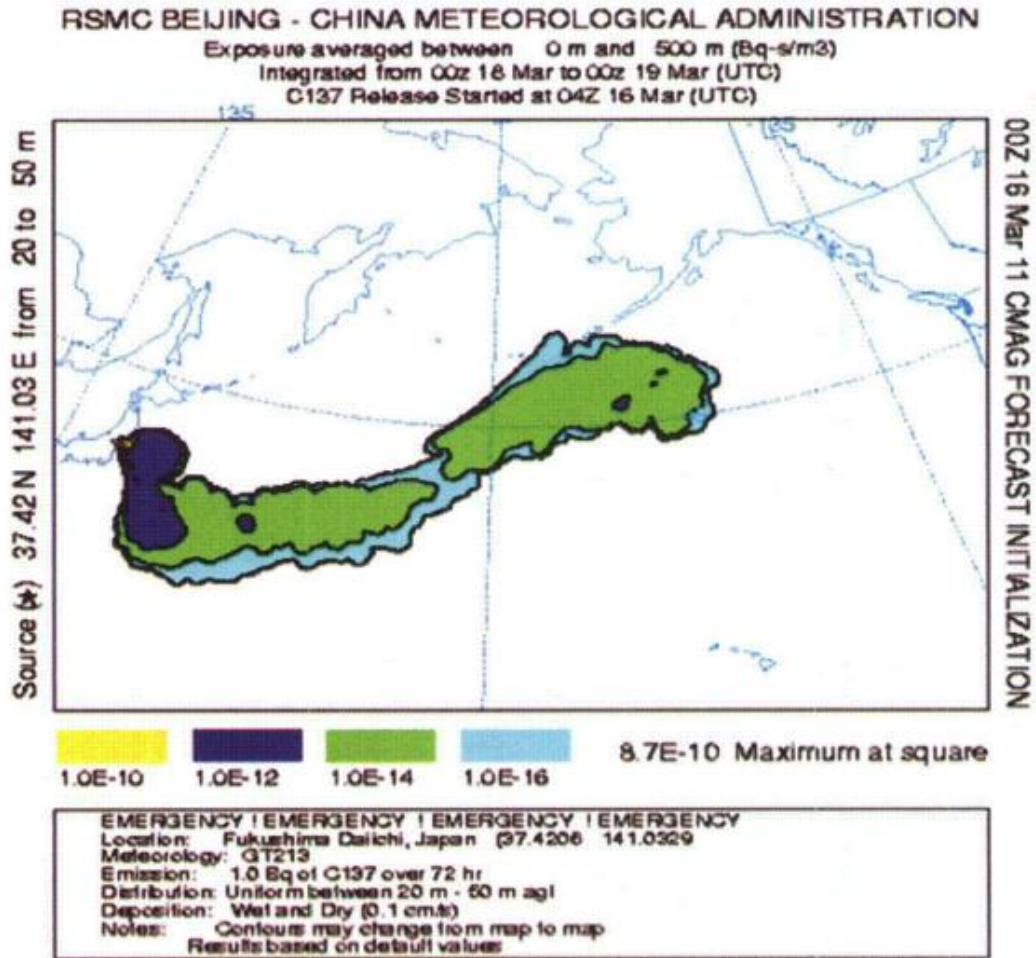 RSMC BEIJING - CHINA METEOROLOGICAL ADMINISTRATION
Exposure averaged between 0 m and 500 m (Bq-s/m3)
Integrated from 00z 18 Mar to 00z 19 Mar (UTC)
C137 Release Started at 04Z 16 Mar (UTC)
135
Source (★) 37.42 N 141.03 E from 20 to 50 m
00Z 16 Mar 11 CMAG FORECAST INITIALIZATION
1.0E-10 1.0E-12 1.0E-14 1.0E-16 8.7E-10 Maximum at square
EMERGENCY ! EMERGENCY ! EMERGENCY ! EMERGENCY
Location: Fukushima Daiichi, Japan (37.4206 141.0329
Meteorology: GT213
Emission: 1.0 Bq of C137 over 72 hr
Distribution: Uniform between 20 m - 50 m agl
Deposition: Wet and Dry (0.1 cm/s)
Notes: Contours may change from map to map
Results based on default values